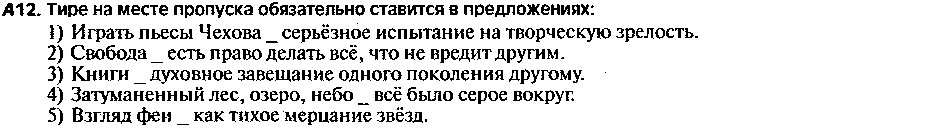 А12. Тире на месте пропуска обязательно ставится в предложениях:
1) Играть пьесы Чехова _ серьёзное испытание на творческую зрелость.
2) Свобода _ есть право делать всё, что не вредит другим.
3) Книги _ духовное завещание одного поколения другому.
4) Затуманенный лес, озеро, небо _ всё было серое вокруг.
5) Взгляд фен _ как тихое мерцание звёзд.